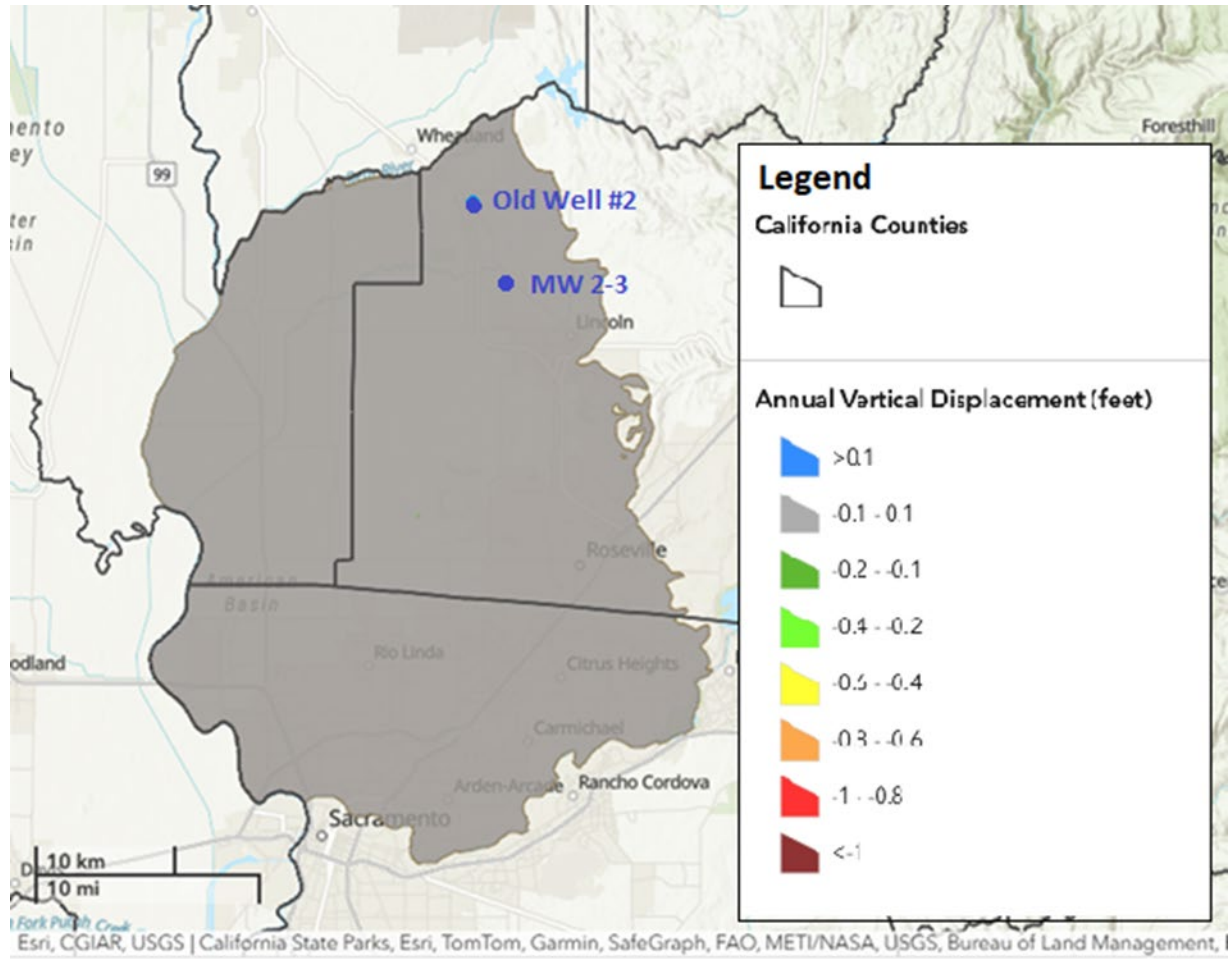 ento
ey
99
ter
sin
Wheatland
River
Foresthill
Old Well #2
MW 2-3
Lincoln
Roseville
American
Basin
Rio Linda
Citrus Heights
odland
Carmichael
Arden-Arcade
Rancho Cordova
Sacramento
10 km
10 mi
Fork Putah Creek
Legend
California Counties
Annual Vertical Displacement (feet)
>0.1
-0.1 - 0.1
-0.2 - -0.1
-0.4 - -0.2
-0.6 - -0.4
-0.8 - -0.6
-1 - -0.8
<-1
Esri, CGIAR, USGS | California State Parks, Esri, TomTom, Garmin, SafeGraph, FAO, METI/NASA, USGS, Bureau of Land Management,